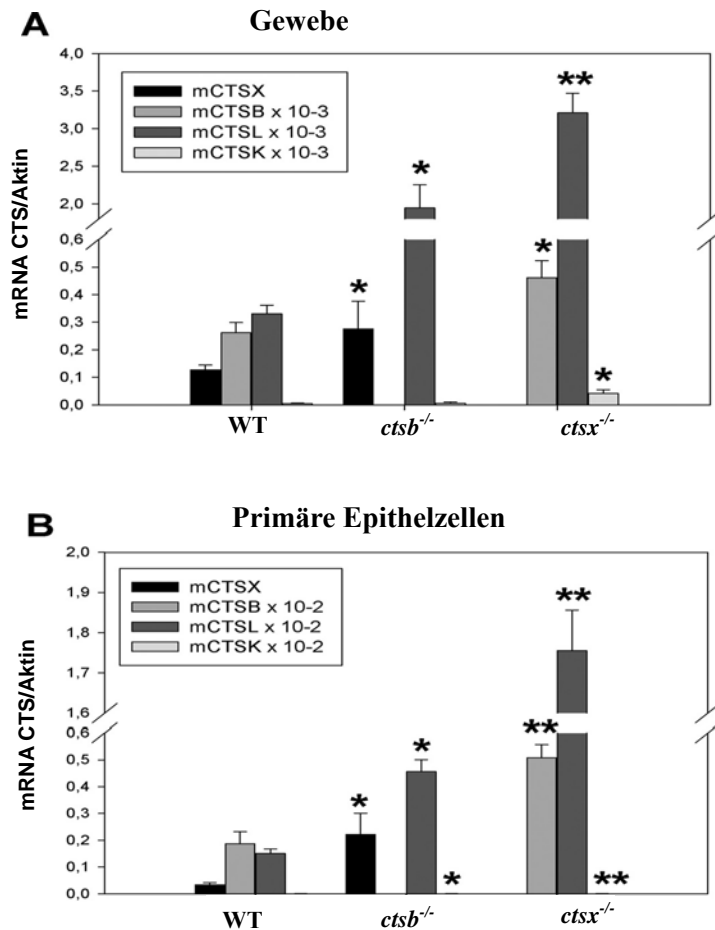 A
Gewebe
mRNA CTS/Aktin
4,0
3,5
3,0
2,5
2,0
0,6
0,5
0,4
0,3
0,2
0,1
0,0
mCTSX
mCTSB x 10-3
mCTSL x 10-3
mCTSK x 10-3
*
*
*
**
*
WT
ctsb-/-
ctsx-/-
B
Primäre Epithelzellen
mRNA CTS/Aktin
2,0
1,9
1,8
1,7
1,6
0,6
0,5
0,4
0,3
0,2
0,1
0,0
mCTSX
mCTSB x 10-2
mCTSL x 10-2
mCTSK x 10-2
*
*
*
**
**
**
WT
ctsb-/-
ctsx-/-